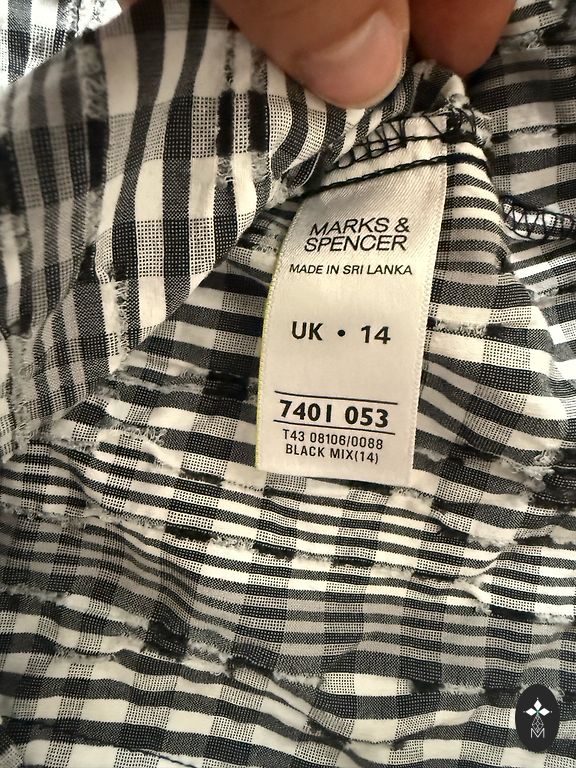 MARKS &
SPENCER
MADE IN SRI LANKA
UK • 14
7401 053
T43 08106/0088
BLACK MIX(14)